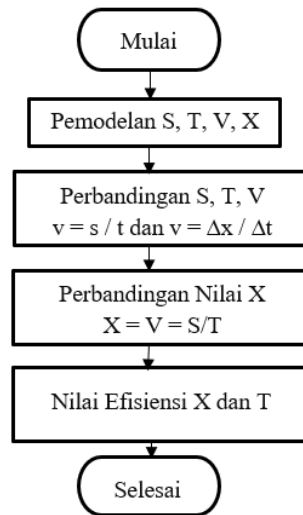 Mulai
Pemodelan S, T, V, X
Perbandingan S, T, V
v = s / t dan v = Δx / Δt
Perbandingan Nilai X
X = V = S/T
Nilai Efisiensi X dan T
Selesai